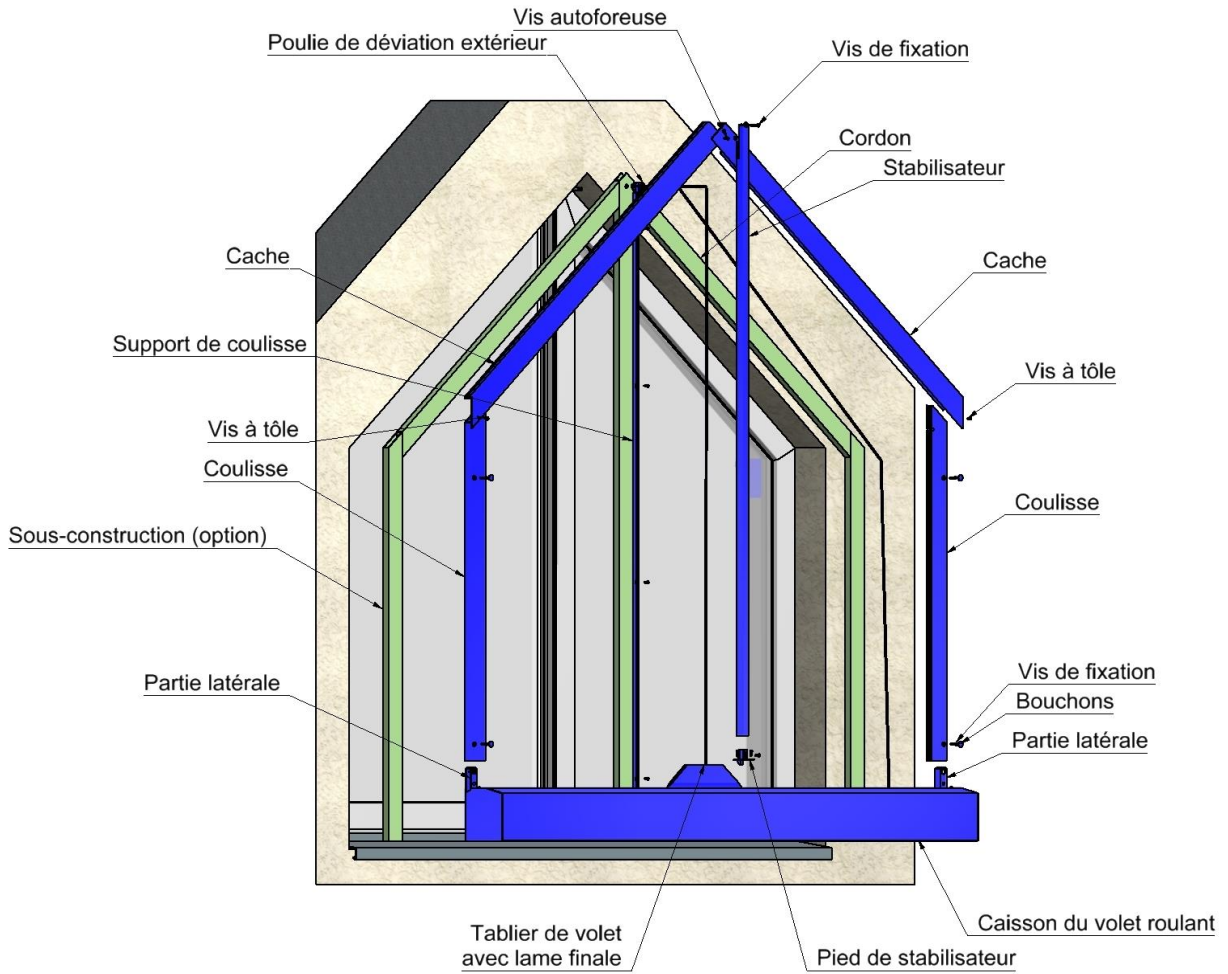 Vis autoforeuse
Poulie de déviation extérieur
Vis de fixation
Cordon
Stabilisateur
Cache
Cache
Support de coulisse
Vis à tôle
Vis à tôle
Coulisse
Coulisse
Sous-construction (option)
Partie latérale
Vis de fixation
Bouchons
Partie latérale
Caisson du volet roulant
Tablier de volet
avec lame finale
Pied de stabilisateur